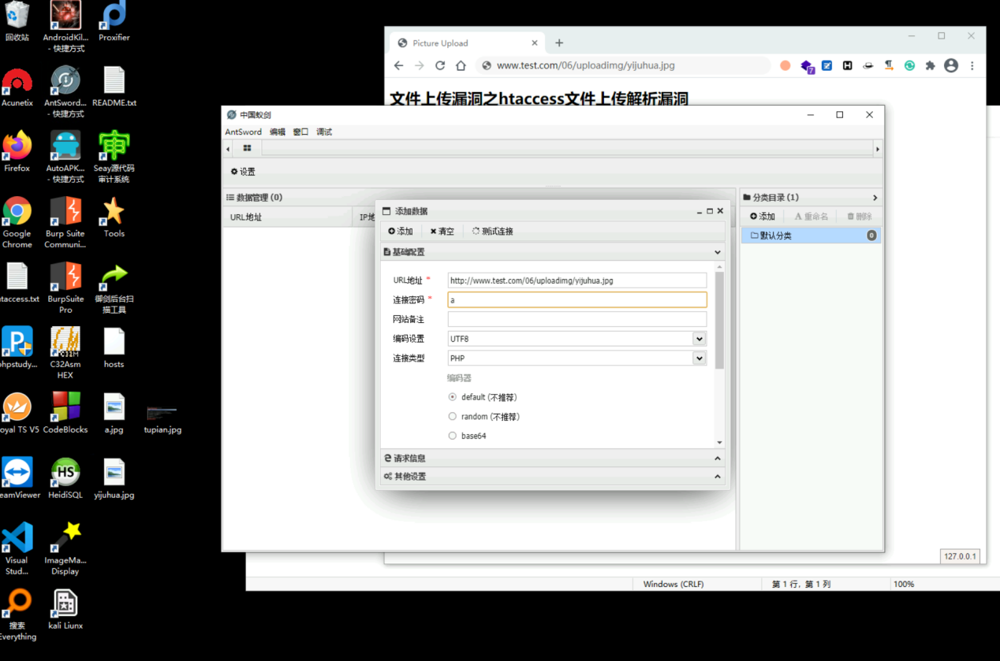 回收站
AndroidKil...
- 快捷方式
Proxifier
Acunetix
AntSword...
- 快捷方式
README.txt
Firefox
AutoAPK...
- 快捷方式
Seay源代码
审计系统
Google
Chrome
Burp Suite
Communi...
Tools
htaccess.txt
BurpSuite
Pro
御剑后台扫
描工具
phpstudy...
C32Asm
HEX
hosts
Royal TS V5
CodeBlocks
a.jpg
tupian.jpg
TeamViewer
HeidiSQL
yijuhua.jpg
Visual
Stud...
ImageMa...
Display
搜索
Everything
kali Liunx
Picture Upload
www.test.com/06/uploadimg/yijuhua.jpg
7
文件上传漏洞之htaccess文件上传解析漏洞
中国蚁剑
AntSword 编辑 窗口 调试
设置
数据管理 (0)
URL地址
IP地
分类目录 (1)
添加 重命名 删除
默认分类 0
添加数据
添加 清空 测试连接
基础配置
URL地址 * http://www.test.com/06/uploadimg/yijuhua.jpg
连接密码 * a
网站备注
编码设置 UTF8
连接类型 PHP
编码器
default (不推荐)
random (不推荐)
base64
请求信息
其他设置
127.0.0.1
Windows (CRLF) 第 1 行，第 1 列 100%